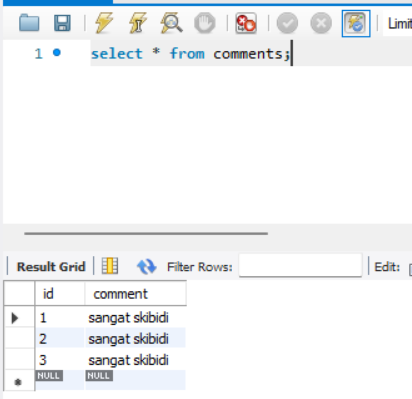 Limit
1 select * from comments;
Result Grid Filter Rows: Edit:
id comment
1 sangat skibidi
2 sangat skibidi
3 sangat skibidi
NULL NULL